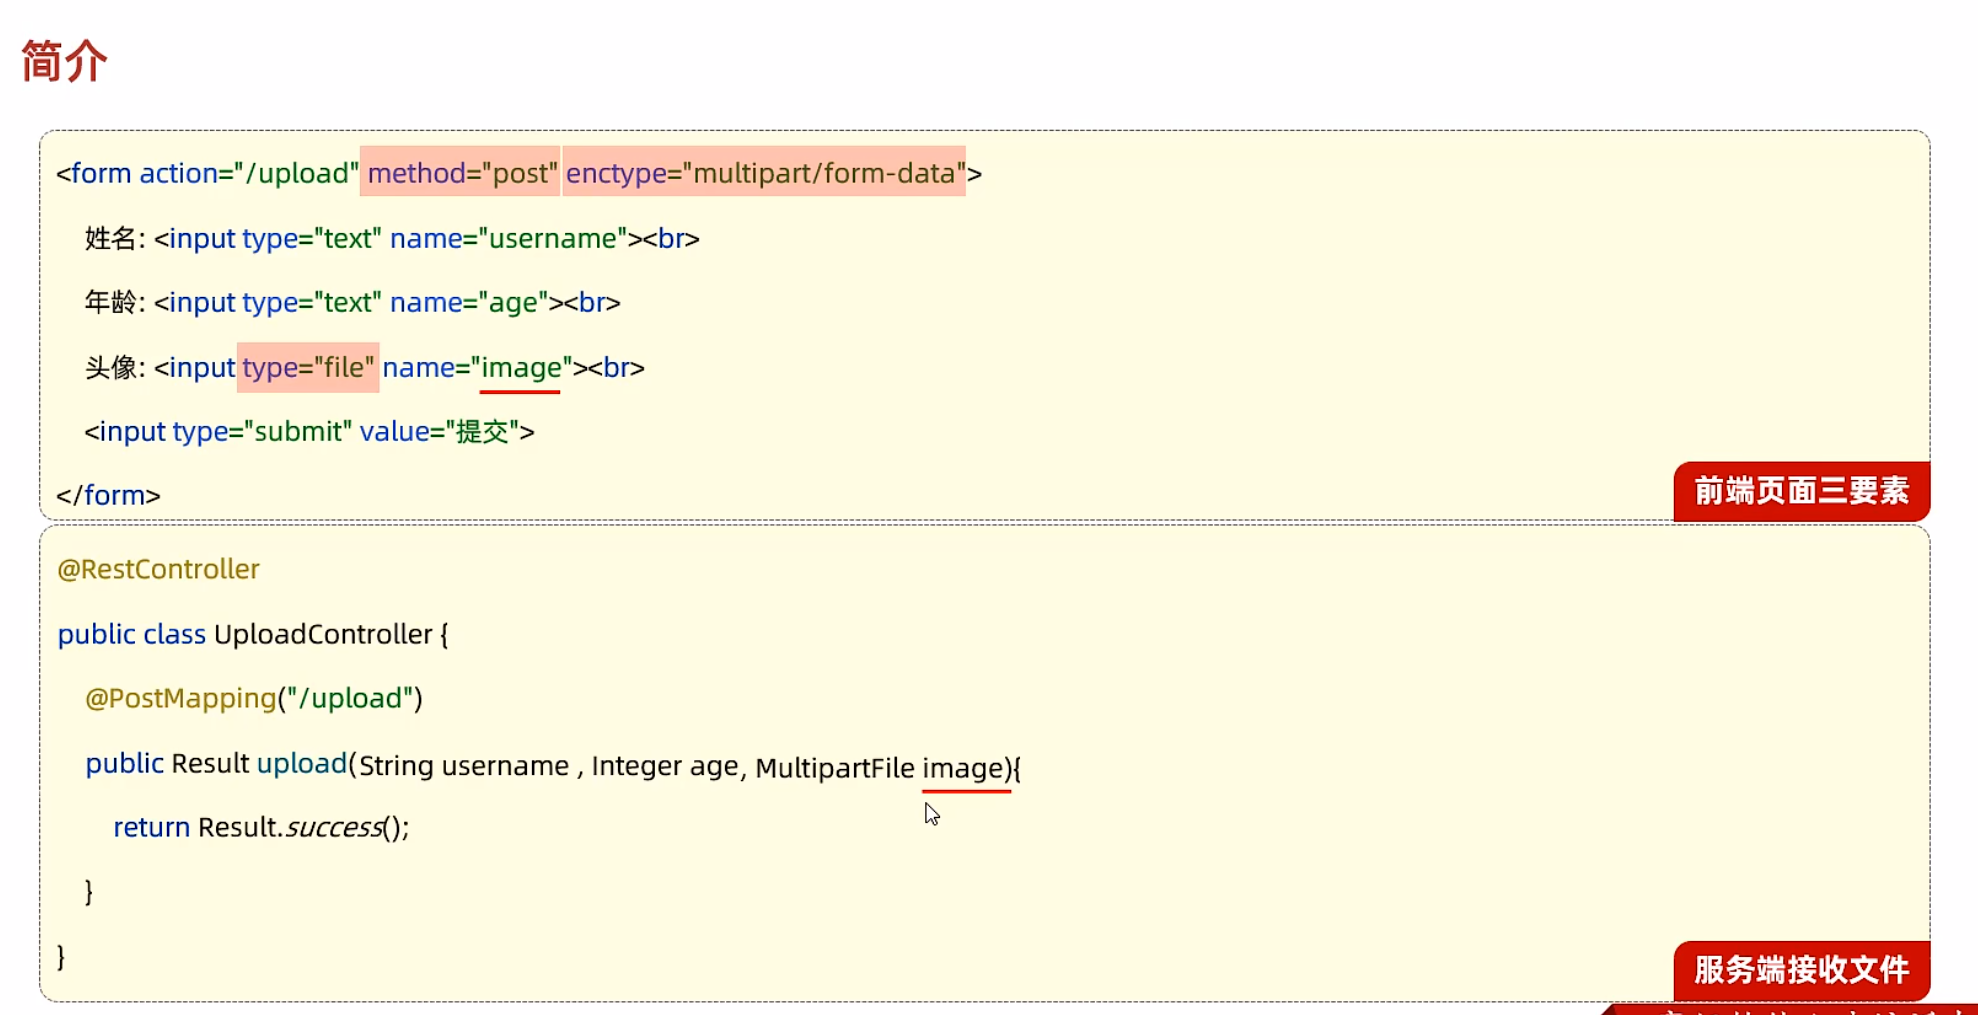 简介
<form action="/upload" method="post" enctype="multipart/form-data">
姓名: <input type="text" name="username"><br>
年龄: <input type="text" name="age"><br>
头像: <input type="file" name="image"><br>
<input type="submit" value="提交">
</form>
前端页面三要素
@RestController
public class UploadController {
@PostMapping("/upload")
public Result upload(String username , Integer age, MultipartFile image){
return Result.success();
}
}
服务端接收文件